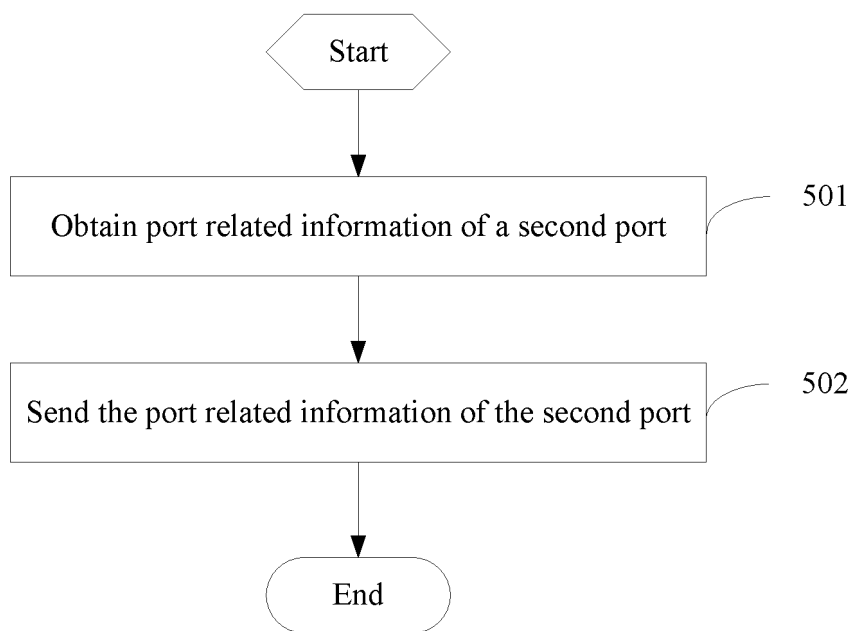 Start
Obtain port related information of a second port
501
Send the port related information of the second port
502
End